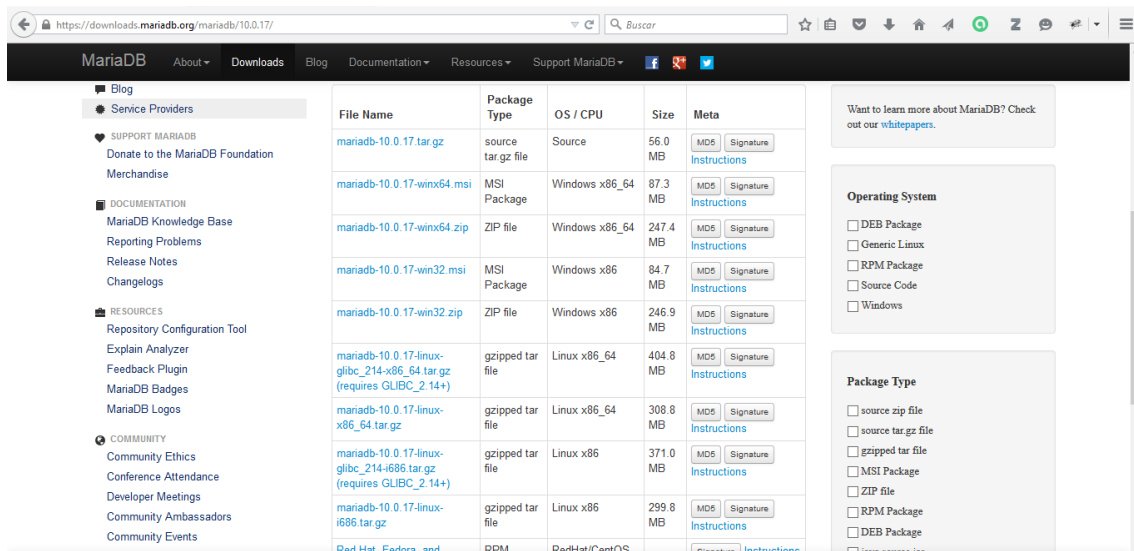 https://downloads.mariadb.org/mariadb/10.0.17/
Buscar
MariaDB About Downloads Blog Documentation Resources Support MariaDB
Blog
Service Providers
SUPPORT MARIADB
Donate to the MariaDB Foundation
Merchandise
DOCUMENTATION
MariaDB Knowledge Base
Reporting Problems
Release Notes
Changelogs
RESOURCES
Repository Configuration Tool
Explain Analyzer
Feedback Plugin
MariaDB Badges
MariaDB Logos
COMMUNITY
Community Ethics
Conference Attendance
Developer Meetings
Community Ambassadors
Community Events
File Name Package Type OS / CPU Size Meta
mariadb-10.0.17.tar.gz source tar.gz file Source 56.0 MB MD5 Signature Instructions
mariadb-10.0.17-winx64.msi MSI Package Windows x86_64 87.3 MB MD5 Signature Instructions
mariadb-10.0.17-winx64.zip ZIP file Windows x86_64 247.4 MB MD5 Signature Instructions
mariadb-10.0.17-win32.msi MSI Package Windows x86 84.7 MB MD5 Signature Instructions
mariadb-10.0.17-win32.zip ZIP file Windows x86 246.9 MB MD5 Signature Instructions
mariadb-10.0.17-linux-glibc_214-x86_64.tar.gz (requires GLIBC_2.14+) gzipped tar file Linux x86_64 404.8 MB MD5 Signature Instructions
mariadb-10.0.17-linux-x86_64.tar.gz gzipped tar file Linux x86_64 308.8 MB MD5 Signature Instructions
mariadb-10.0.17-linux-glibc_214-i686.tar.gz (requires GLIBC_2.14+) gzipped tar file Linux x86 371.0 MB MD5 Signature Instructions
mariadb-10.0.17-linux-i686.tar.gz gzipped tar file Linux x86 299.8 MB MD5 Signature Instructions
Red Hat, Fedora, and RPM RedHat/CentOS Signature Instructions
Want to learn more about MariaDB? Check
out our whitepapers.
Operating System
DEB Package
Generic Linux
RPM Package
Source Code
Windows
Package Type
source zip file
source tar.gz file
gzipped tar file
MSI Package
ZIP file
RPM Package
DEB Package